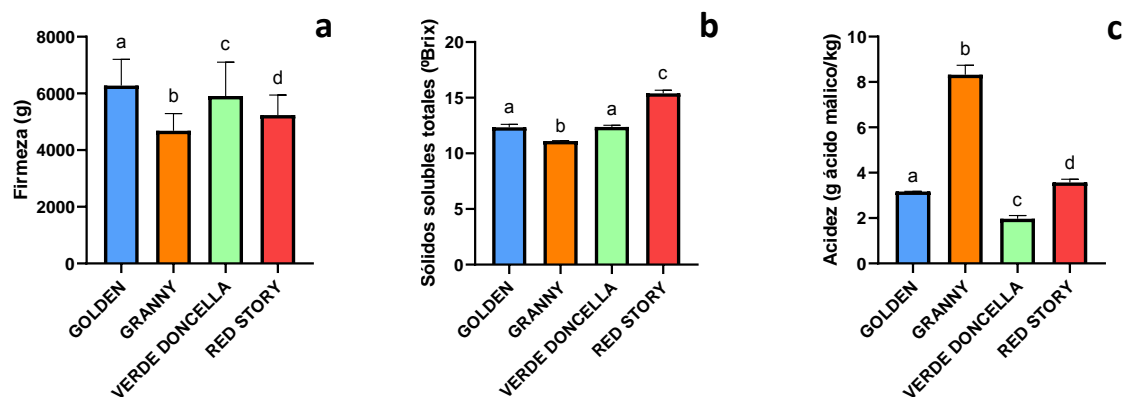 a
8000
6000
4000
2000
0
Firmeza (g)
a
b
c
d
GOLDEN
GRANNY
VERDE DONCELLA
RED STORY
b
20
15
10
5
0
Sólidos solubles totales (ºBrix)
a
b
a
c
GOLDEN
GRANNY
VERDE DONCELLA
RED STORY
c
10
8
6
4
2
0
Acidez (g ácido málico/kg)
a
b
c
d
GOLDEN
GRANNY
VERDE DONCELLA
RED STORY